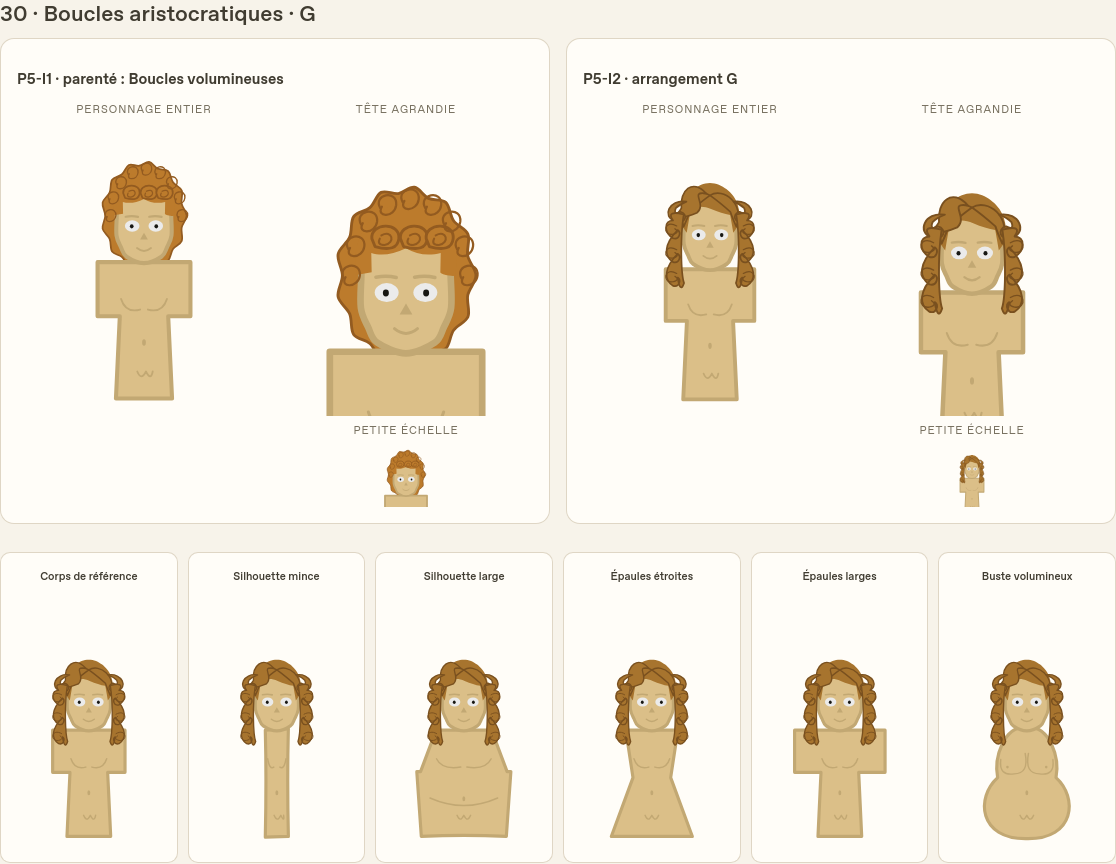 30 · Boucles aristocratiques · G
P5-I1 · parenté : Boucles volumineuses
PERSONNAGE ENTIER
TÊTE AGRANDIE
PETITE ÉCHELLE
P5-I2 · arrangement G
PERSONNAGE ENTIER
TÊTE AGRANDIE
PETITE ÉCHELLE
Corps de référence
Silhouette mince
Silhouette large
Épaules étroites
Épaules larges
Buste volumineux